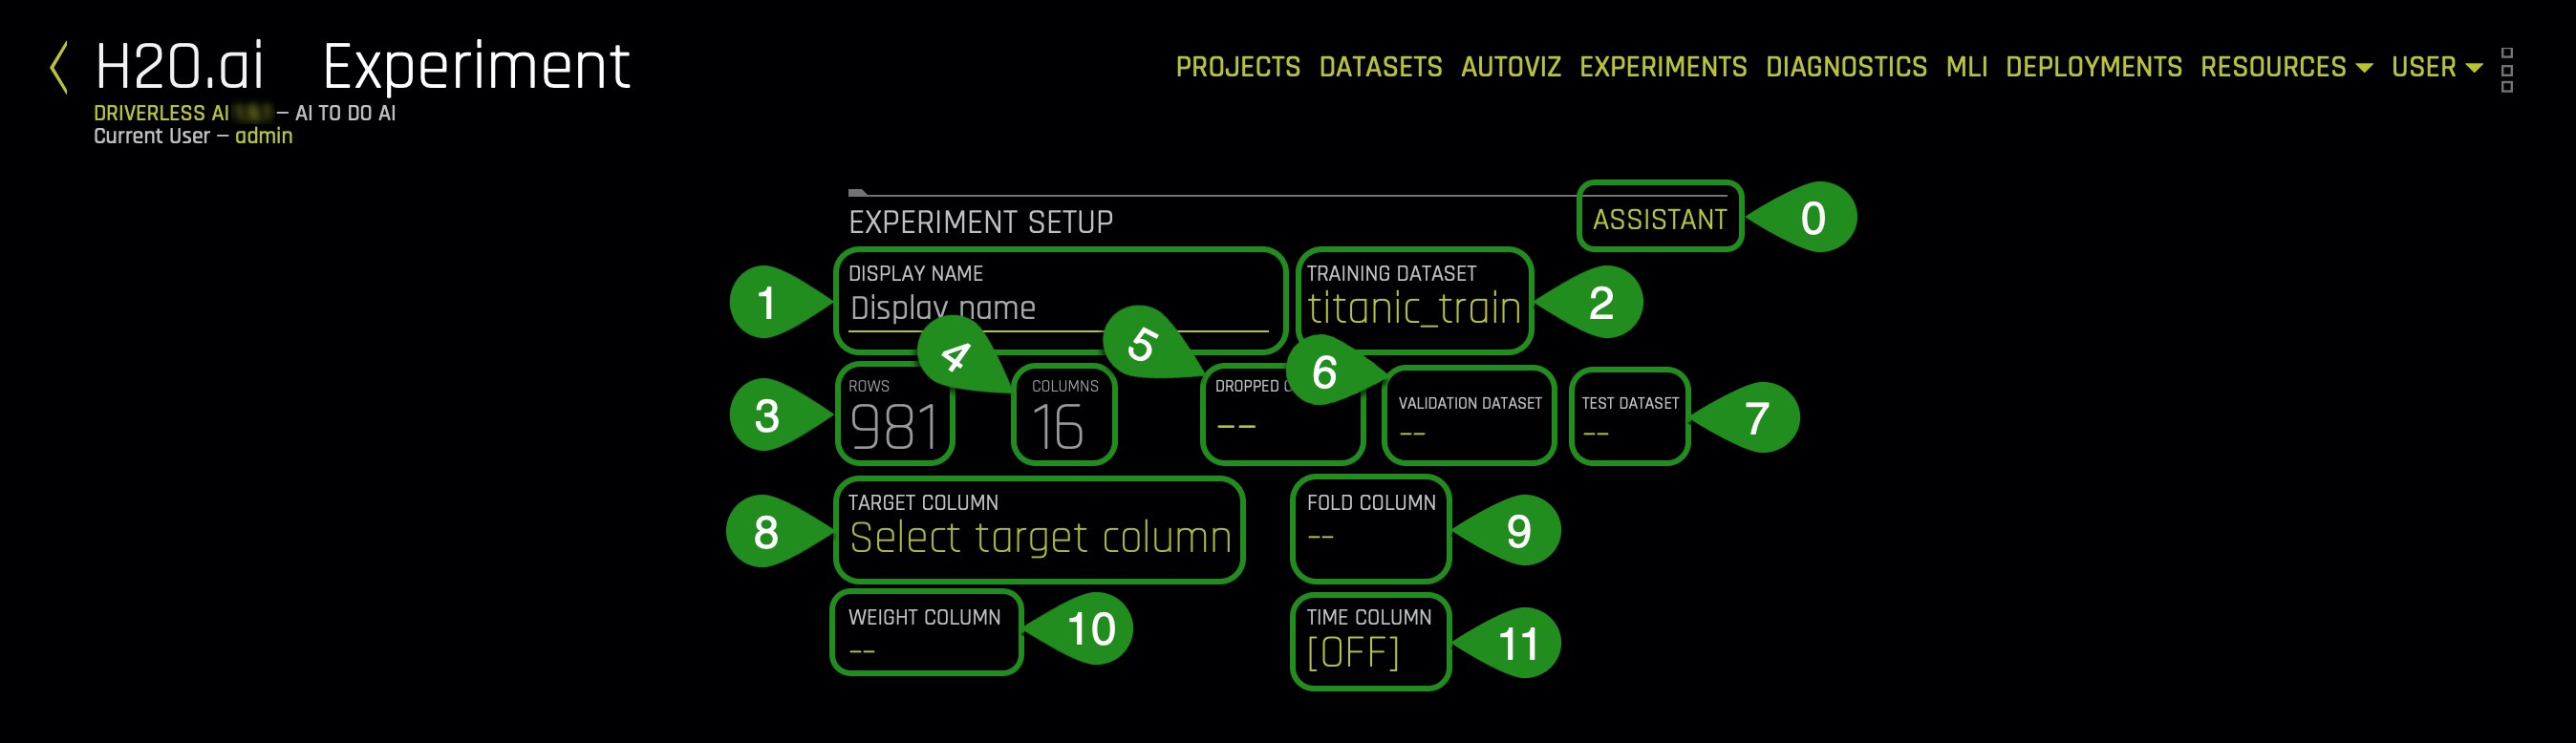 H2O.ai Experiment
DRIVERLESS AI — AI TO DO AI
Current User — admin
PROJECTS DATASETS AUTOVIZ EXPERIMENTS DIAGNOSTICS MLI DEPLOYMENTS RESOURCES USER
EXPERIMENT SETUP ASSISTANT 0
DISPLAY NAME TRAINING DATASET
1 Display name titanic_train 2
4 5 6
ROWS COLUMNS DROPPED
VALIDATION DATASET TEST DATASET
3 981 16 -- -- -- 7
TARGET COLUMN FOLD COLUMN
8 Select target column -- 9
WEIGHT COLUMN 10 TIME COLUMN
-- [OFF] 11